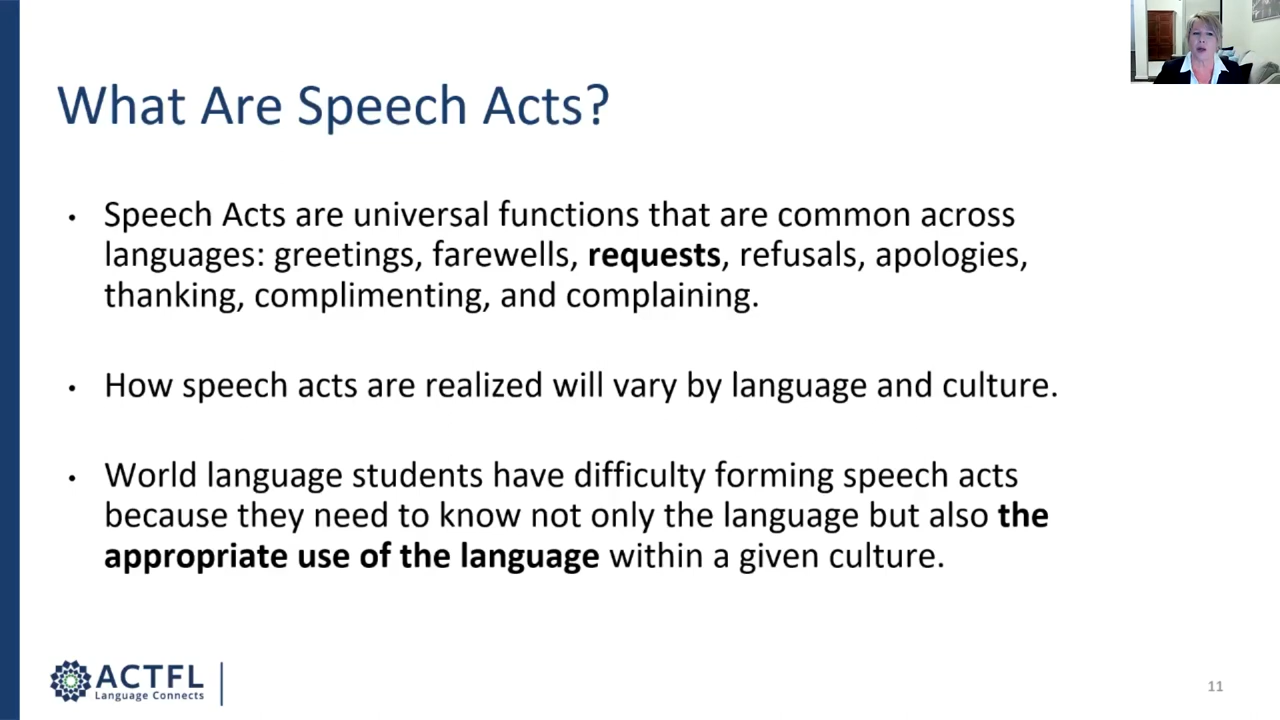 What Are Speech Acts?
• Speech Acts are universal functions that are common across
languages: greetings, farewells, requests, refusals, apologies,
thanking, complimenting, and complaining.
• How speech acts are realized will vary by language and culture.
• World language students have difficulty forming speech acts
because they need to know not only the language but also the
appropriate use of the language within a given culture.
ACTFL
Language Connects
11